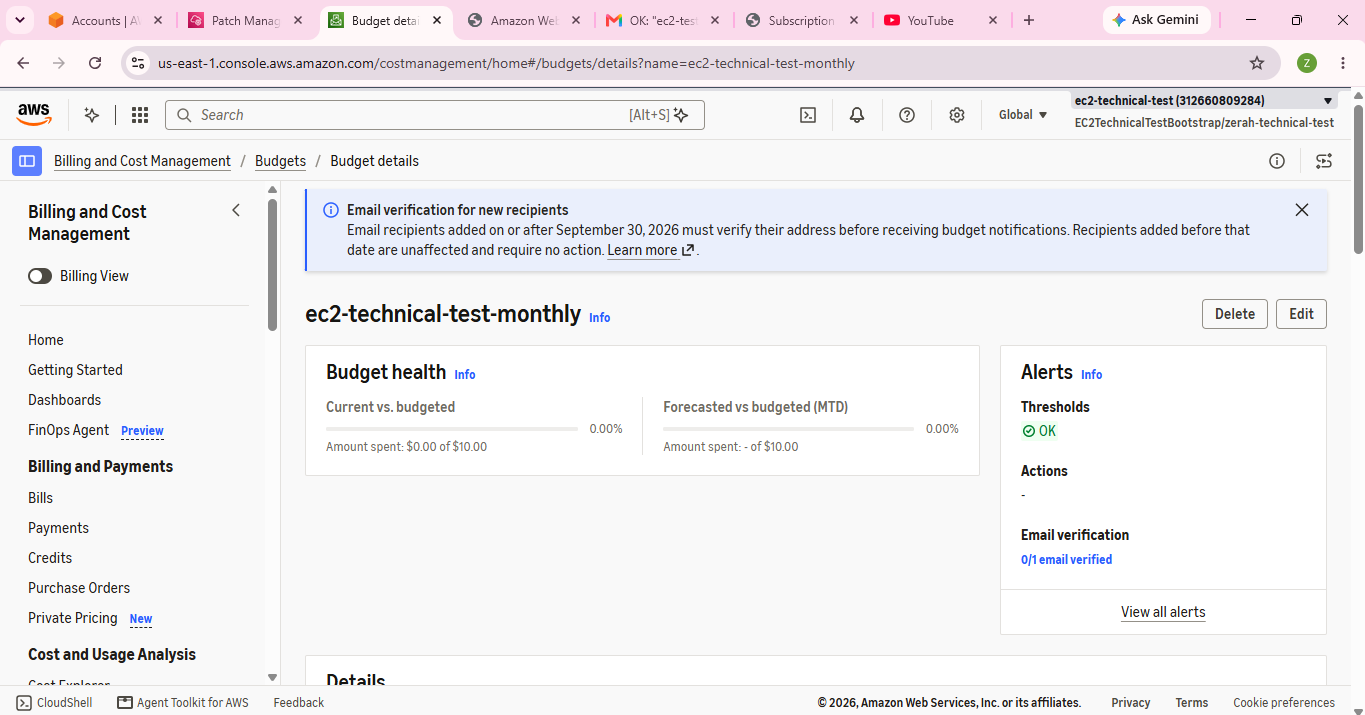 Accounts | A
Patch Manag
Budget detai
Amazon Web
OK: "ec2-test
Subscription
YouTube
Ask Gemini
us-east-1.console.aws.amazon.com/costmanagement/home#/budgets/details?name=ec2-technical-test-monthly
Z
aws
Search
[Alt+S]
Global
ec2-technical-test (312660809284)
EC2TechnicalTestBootstrap/zerah-technical-test
Billing and Cost Management / Budgets / Budget details
Billing and Cost
Management
Billing View
Home
Getting Started
Dashboards
FinOps Agent Preview
Billing and Payments
Bills
Payments
Credits
Purchase Orders
Private Pricing New
Cost and Usage Analysis
Cost Explorer
Email verification for new recipients
Email recipients added on or after September 30, 2026 must verify their address before receiving budget notifications. Recipients added before that
date are unaffected and require no action. Learn more .
ec2-technical-test-monthly Info
Delete
Edit
Budget health Info
Current vs. budgeted
0.00%
Amount spent: $0.00 of $10.00
Forecasted vs budgeted (MTD)
0.00%
Amount spent: - of $10.00
Alerts Info
Thresholds
OK
Actions
-
Email verification
0/1 email verified
View all alerts
Details
CloudShell
Agent Toolkit for AWS
Feedback
© 2026, Amazon Web Services, Inc. or its affiliates.
Privacy
Terms
Cookie preferences